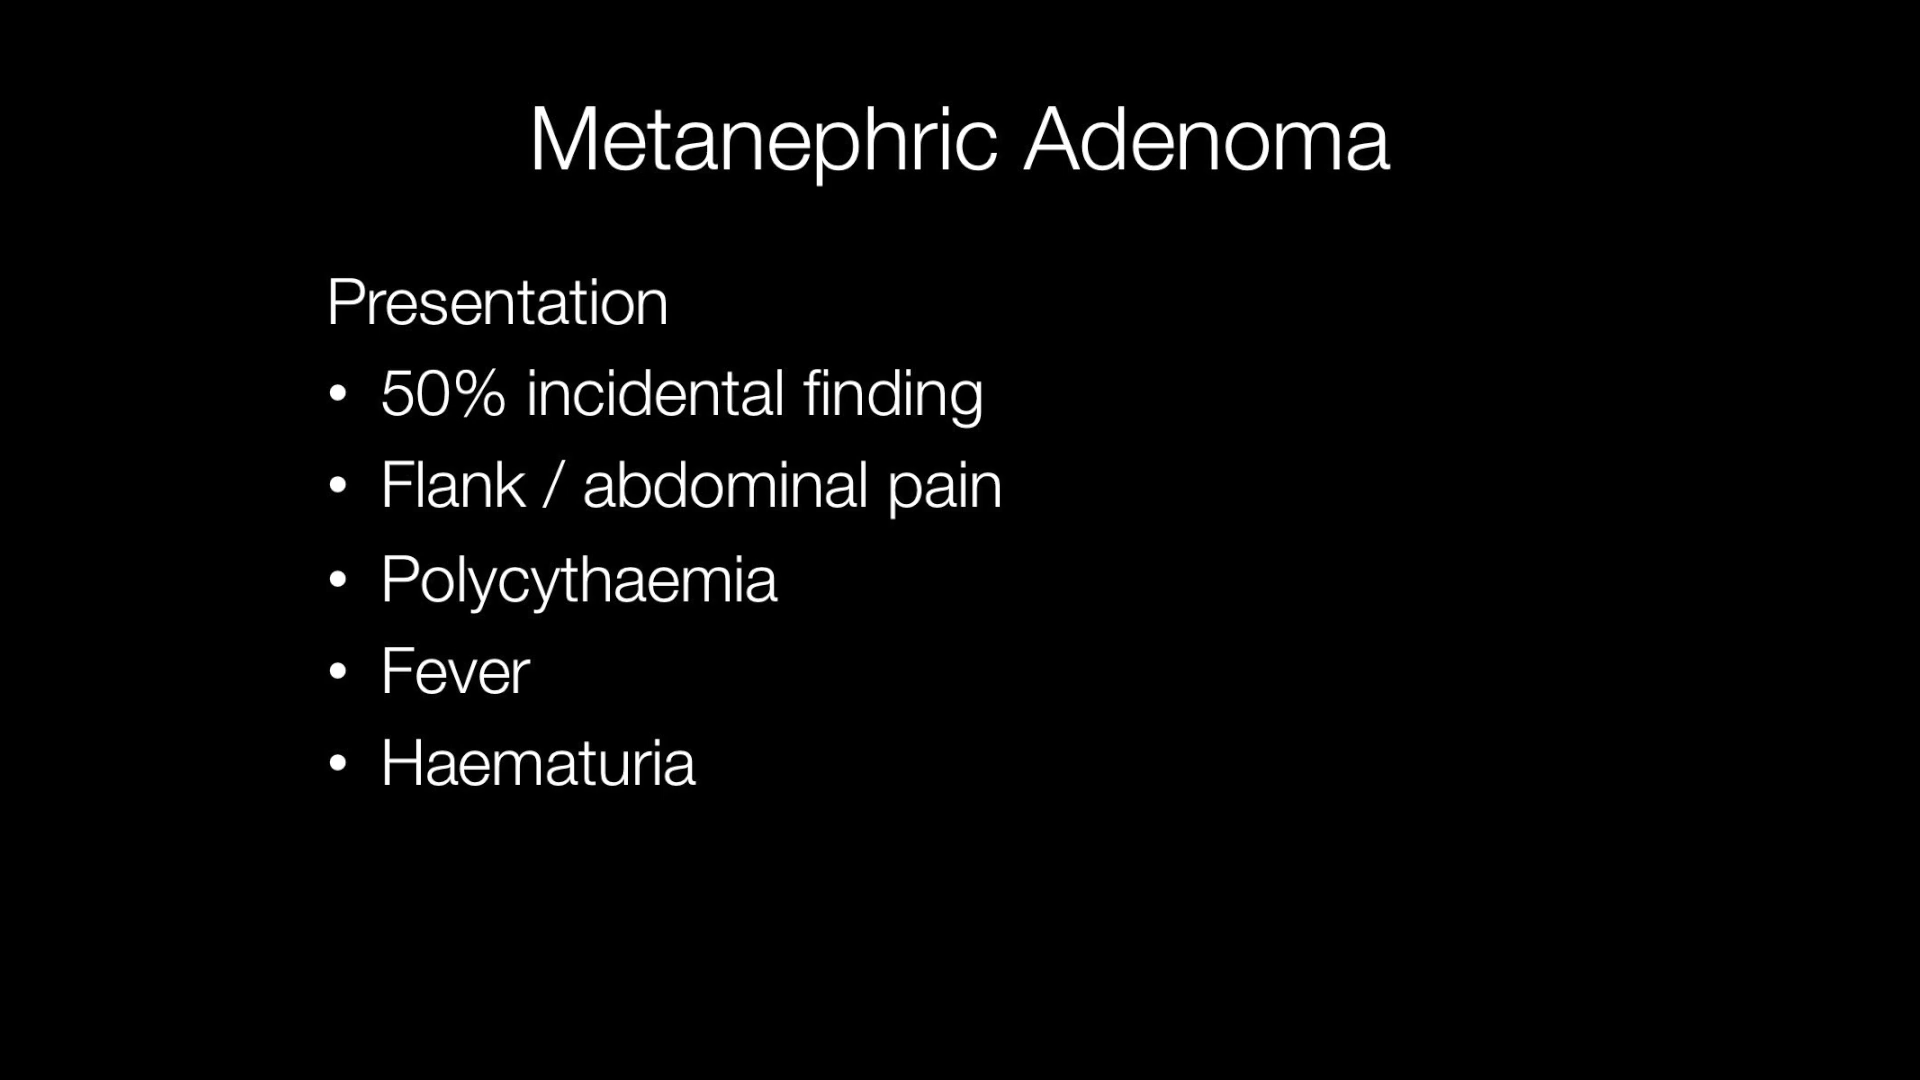 Metanephric Adenoma
Presentation
• 50% incidental finding
• Flank / abdominal pain
• Polycythaemia
• Fever
• Haematuria